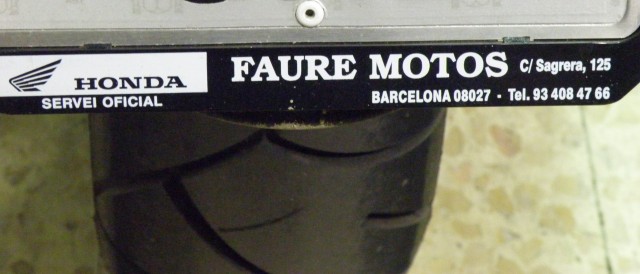 HONDA
SERVEI OFICIAL
FAURE MOTOS C/ Sagrera, 125
BARCELONA 08027 - Tel. 93 408 47 66